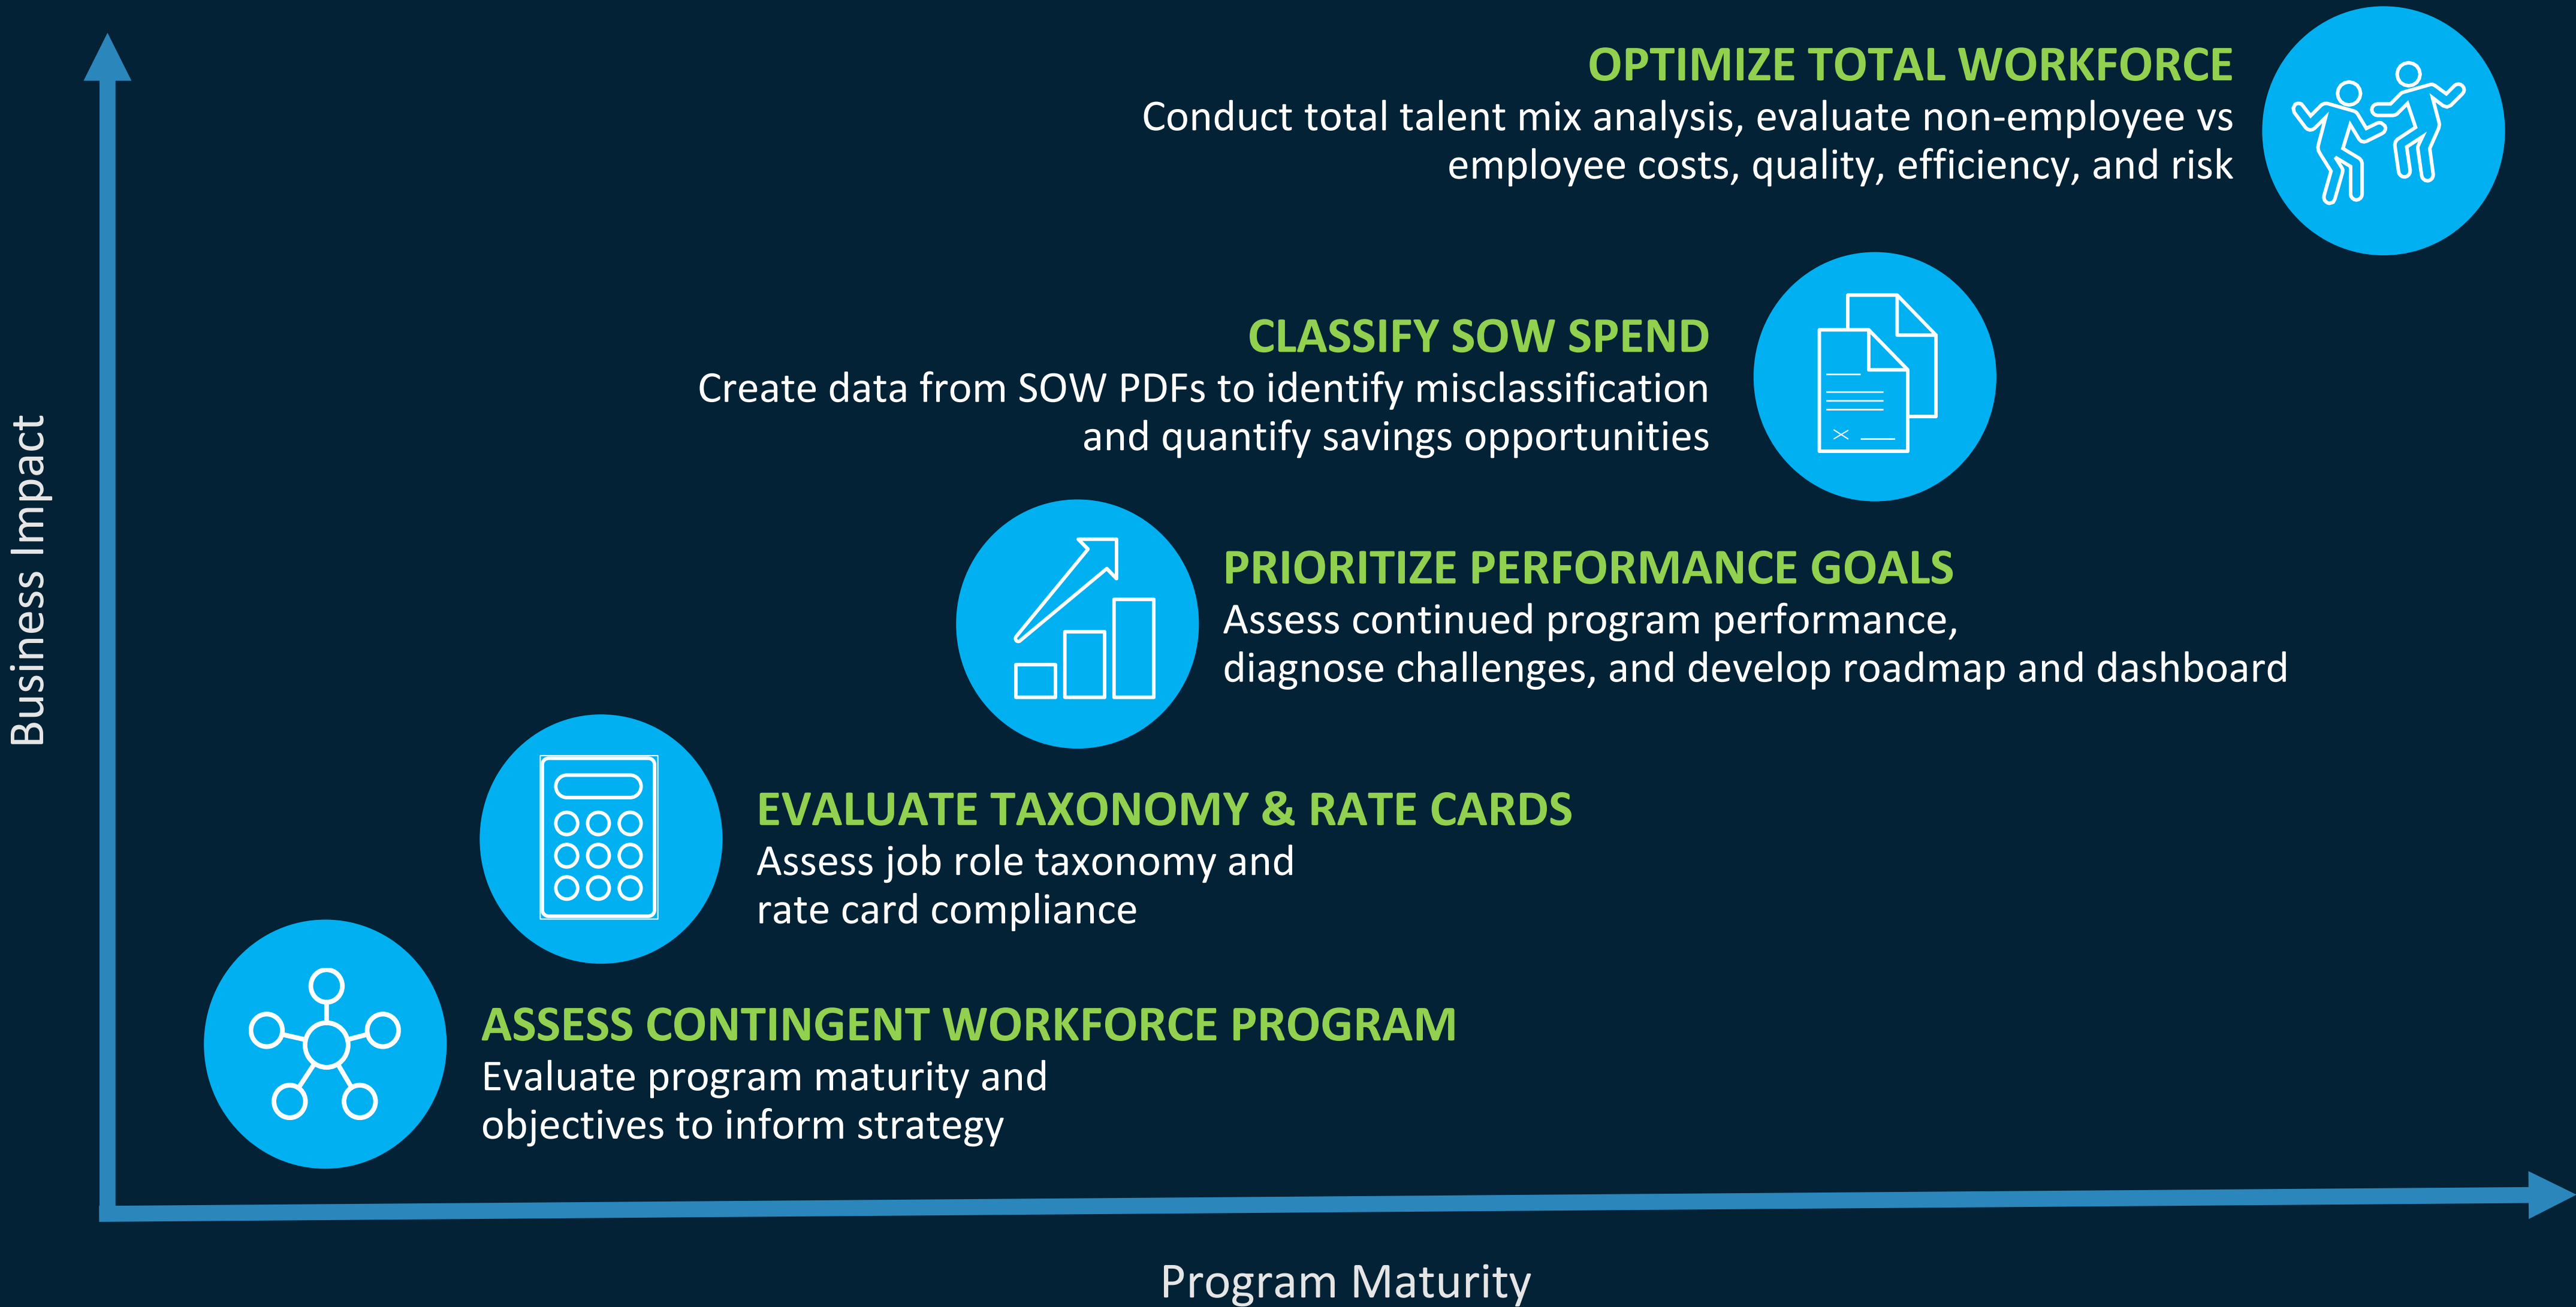 OPTIMIZE TOTAL WORKFORCE
Conduct total talent mix analysis, evaluate non-employee vs
employee costs, quality, efficiency, and risk
CLASSIFY SOW SPEND
Create data from SOW PDFs to identify misclassification
and quantify savings opportunities
PRIORITIZE PERFORMANCE GOALS
Assess continued program performance,
diagnose challenges, and develop roadmap and dashboard
EVALUATE TAXONOMY & RATE CARDS
Assess job role taxonomy and
rate card compliance
ASSESS CONTINGENT WORKFORCE PROGRAM
Evaluate program maturity and
objectives to inform strategy
Business Impact
Program Maturity